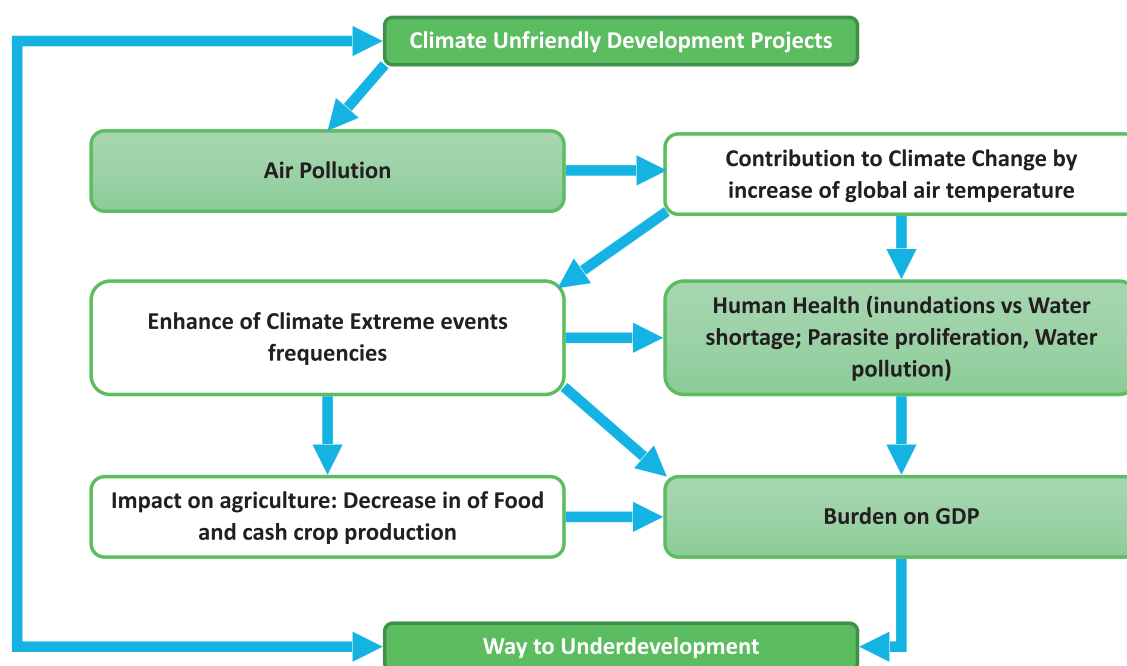 Climate Unfriendly Development Projects
Air Pollution
Contribution to Climate Change by
increase of global air temperature
Enhance of Climate Extreme events
frequencies
Human Health (inundations vs Water
shortage; Parasite proliferation, Water
pollution)
Impact on agriculture: Decrease in of Food
and cash crop production
Burden on GDP
Way to Underdevelopment